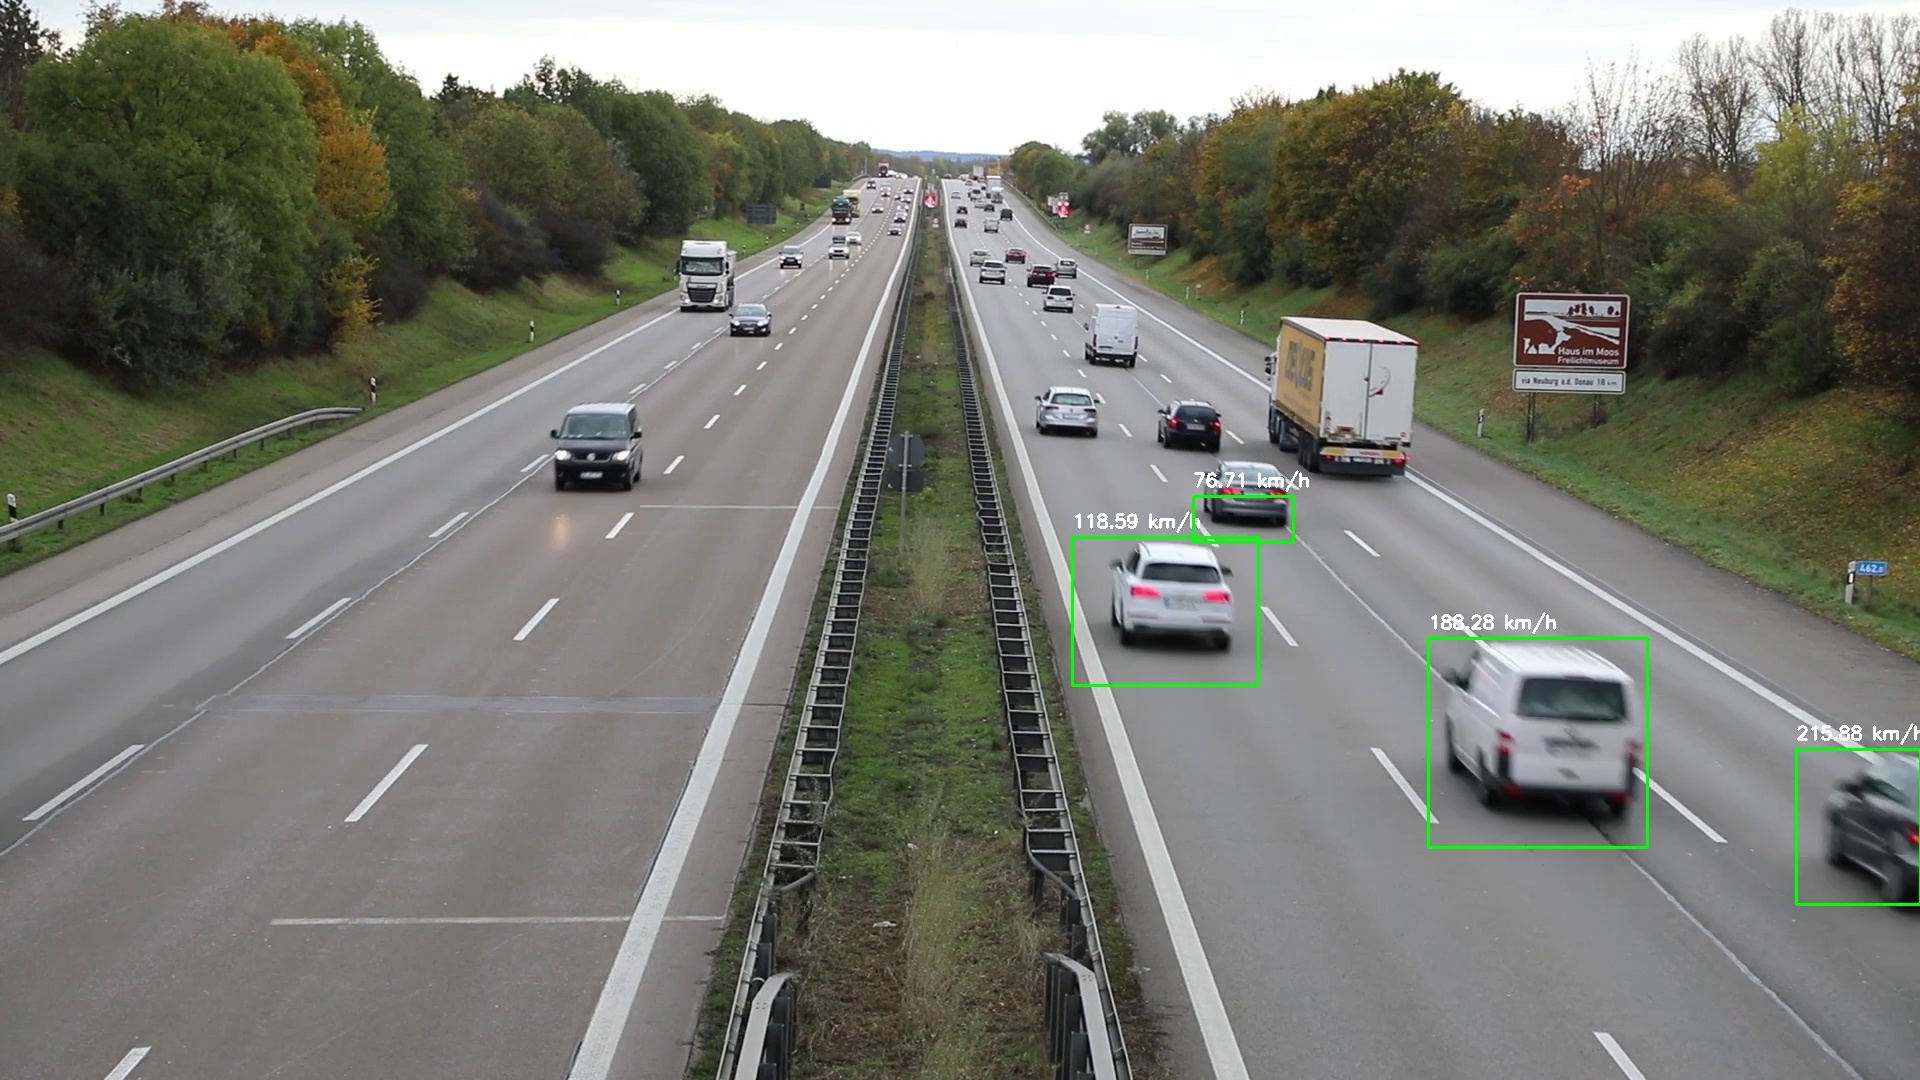 Haus im Moos
Freilichtmuseum
via Neuburg a.d. Donau 18 km
76.71 km/h
118.59 km/h
462,0
188.28 km/h
215.88 km/h